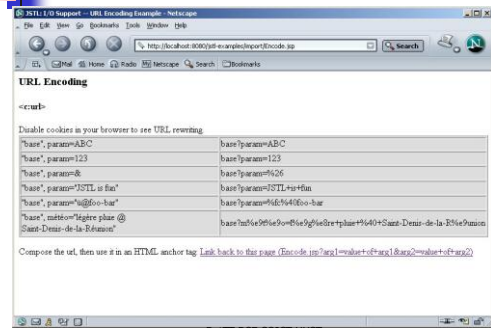 JSTL: I/O Support -- URL Encoding Example - Netscape
File Edit View Go Bookmarks Tools Window Help
http://localhost:8080/jstl-examples/import/Encode.jsp
Search
Mail Home Radio My Netscape Search Bookmarks
URL Encoding
<c:url>
Disable cookies in your browser to see URL rewriting.
"base", param=ABC base?param=ABC
"base", param=123 base?param=123
"base", param=& base?param=%26
"base", param="JSTL is fun" base?param=JSTL+is+fun
"base", param="ü@foo-bar" base?param=%fc%40foo-bar
"base", météo="légère pluie @
Saint-Denis-de-la-Réunion" base?m%e9t%e9o=l%e9g%e8re+pluie+%40+Saint-Denis-de-la-R%e9union
Compose the url, then use it in an HTML anchor tag: Link back to this page (Encode.jsp?arg1=value+of+arg1&arg2=value+of+arg2)